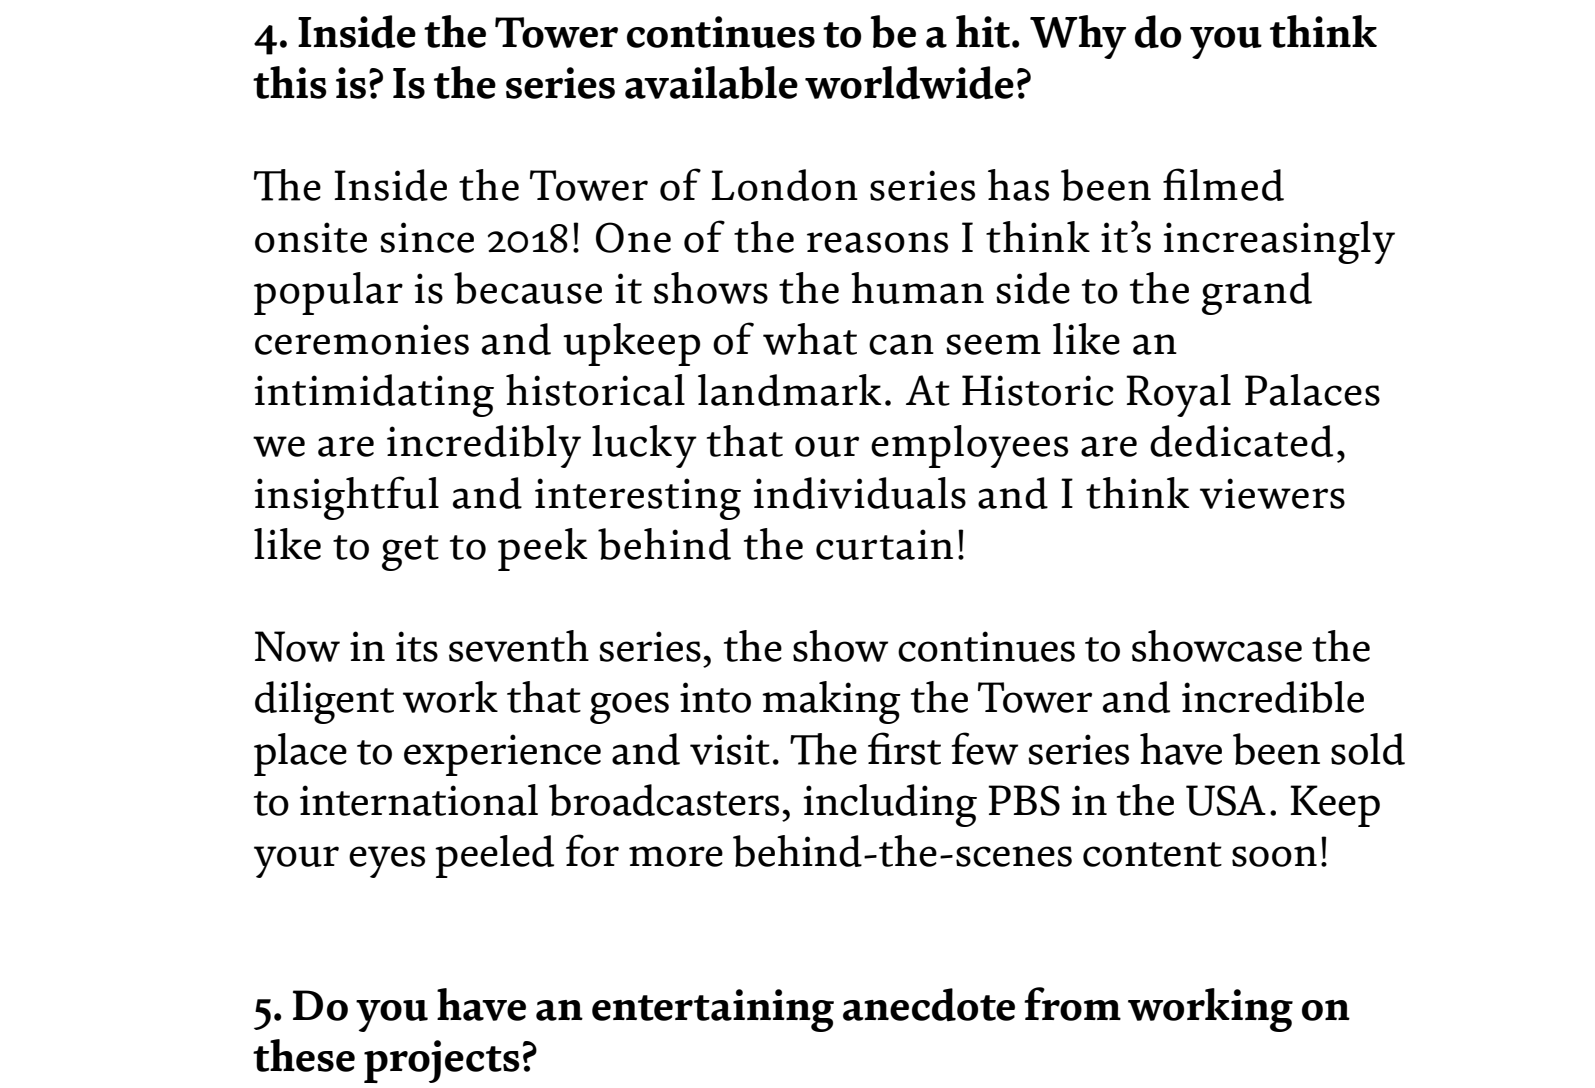 4. Inside the Tower continues to be a hit. Why do you think
this is? Is the series available worldwide?
The Inside the Tower of London series has been filmed
onsite since 2018! One of the reasons I think it’s increasingly
popular is because it shows the human side to the grand
ceremonies and upkeep of what can seem like an
intimidating historical landmark. At Historic Royal Palaces
we are incredibly lucky that our employees are dedicated,
insightful and interesting individuals and I think viewers
like to get to peek behind the curtain!
Now in its seventh series, the show continues to showcase the
diligent work that goes into making the Tower and incredible
place to experience and visit. The first few series have been sold
to international broadcasters, including PBS in the USA. Keep
your eyes peeled for more behind-the-scenes content soon!
5. Do you have an entertaining anecdote from working on
these projects?